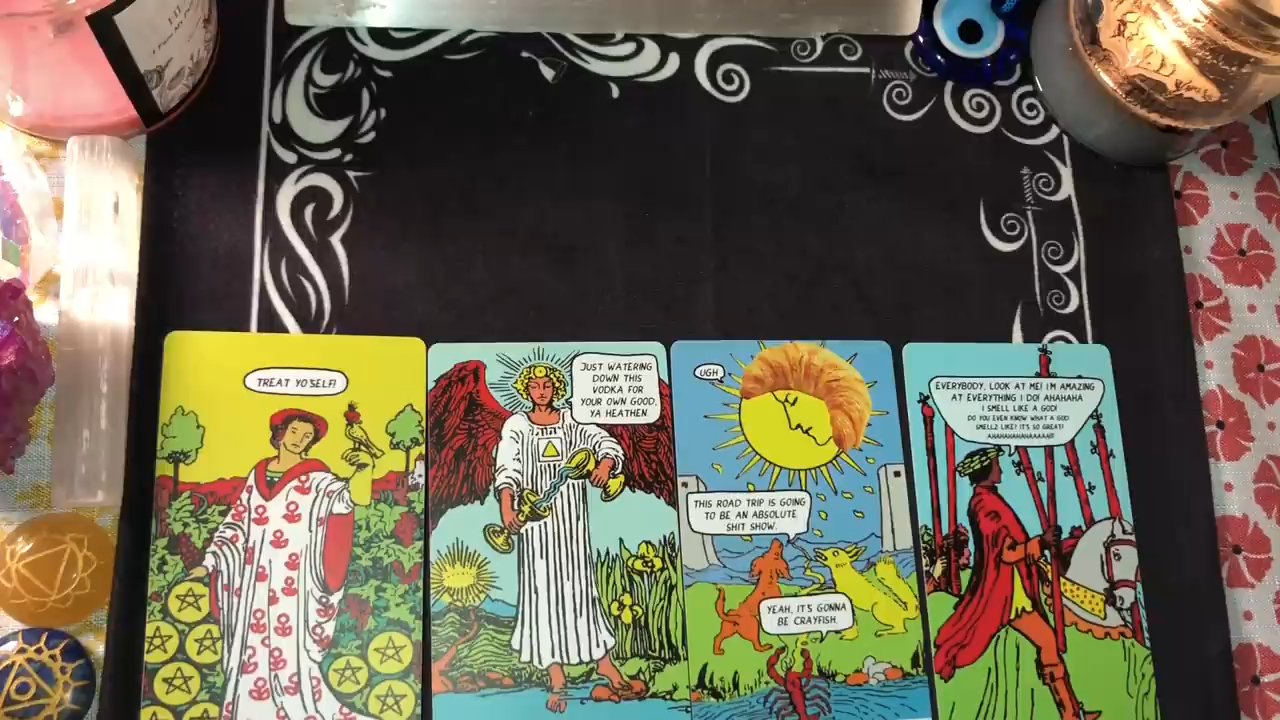 TREAT YO'SELF!
JUST WATERING
DOWN THIS
VODKA FOR
YOUR OWN GOOD,
YA HEATHEN
UGH
THIS ROAD TRIP IS GOING
TO BE AN ABSOLUTE
SHIT SHOW.
YEAH, IT'S GONNA
BE CRAYFISH.
EVERYBODY, LOOK AT ME! I'M AMAZING
AT EVERYTHING I DO! AHAHAHA
I SMELL LIKE A GOD!
DO YOU EVEN KNOW WHAT A GOD
SMELLZ LIKE? IT'S SO GREAT!